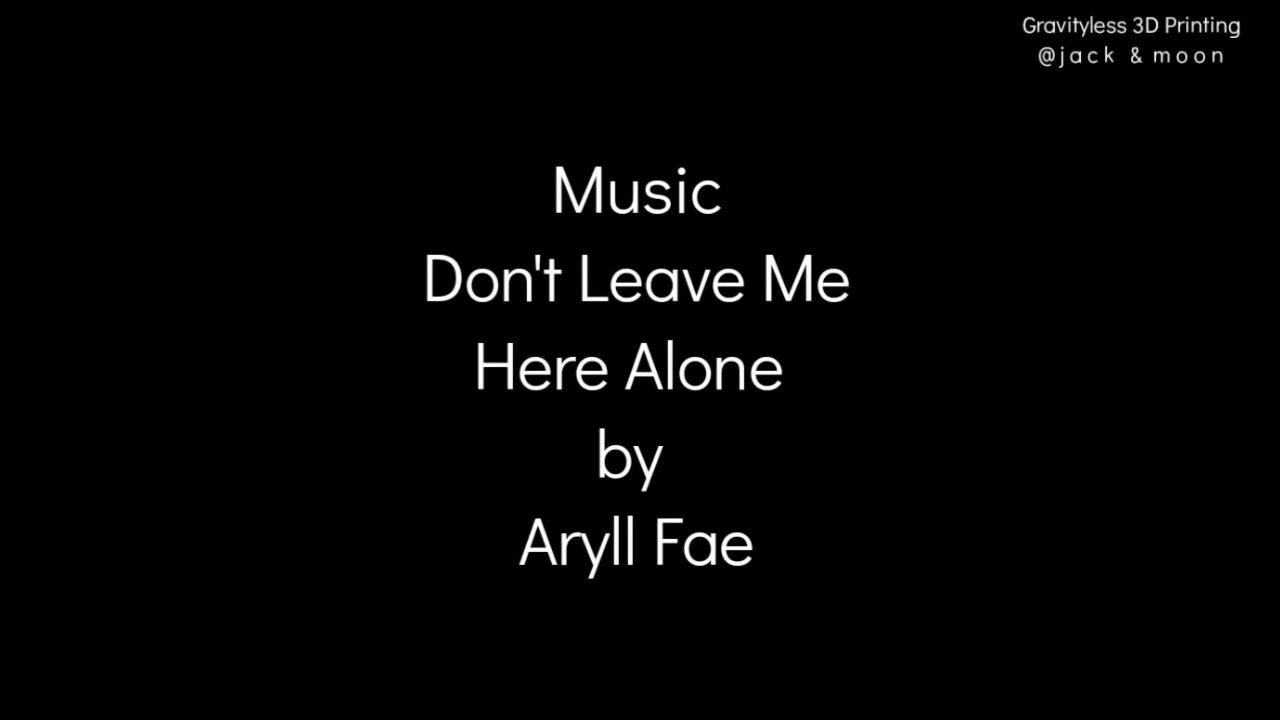 Gravityless 3D Printing
@jack & moon
Music
Don't Leave Me
Here Alone
by
Aryll Fae